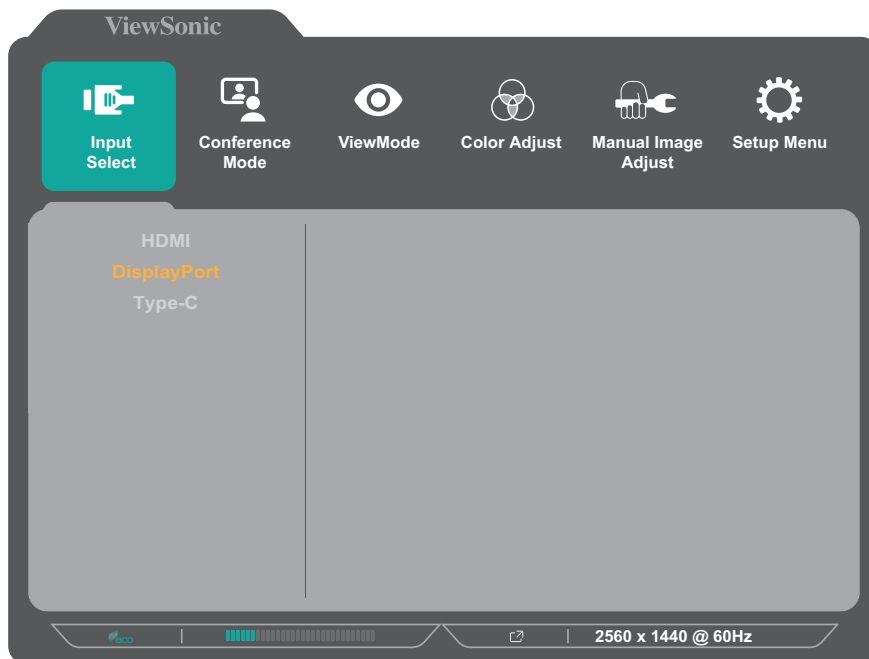 ViewSonic
Input
Select
Conference
Mode
ViewMode
Color Adjust
Manual Image
Adjust
Setup Menu
HDMI
DisplayPort
Type-C
eco
2560 x 1440 @ 60Hz